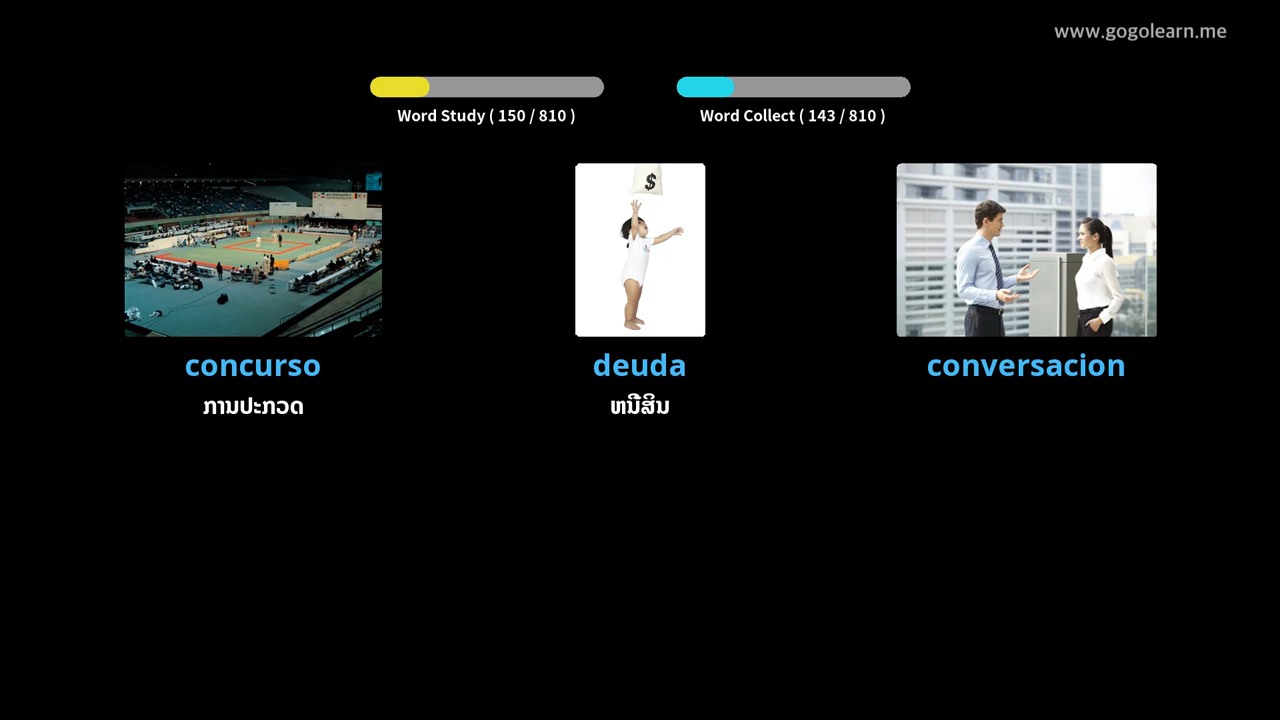 www.gogolearn.me
Word Study ( 150 / 810 )
Word Collect ( 143 / 810 )
$
concurso
deuda
conversacion
ການປະກວດ
ຫນີ້ສິນ